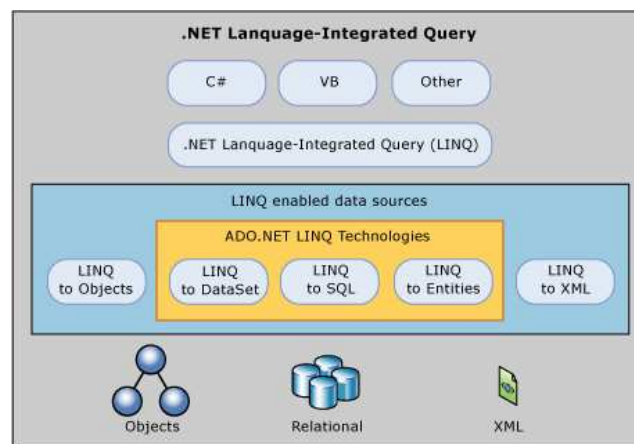 .NET Lanquage-Integrated Query
C#
VB
Other
.NET Language-Integrated Query (LINQ)
LINQ enabled data sources
ADO.NET LINQ Technologies
LINQ
to Objects
LINQ
to DataSet
LINQ
to SQL
LINQ
to Entities
LINQ
to XML
Objects
Relational
XML